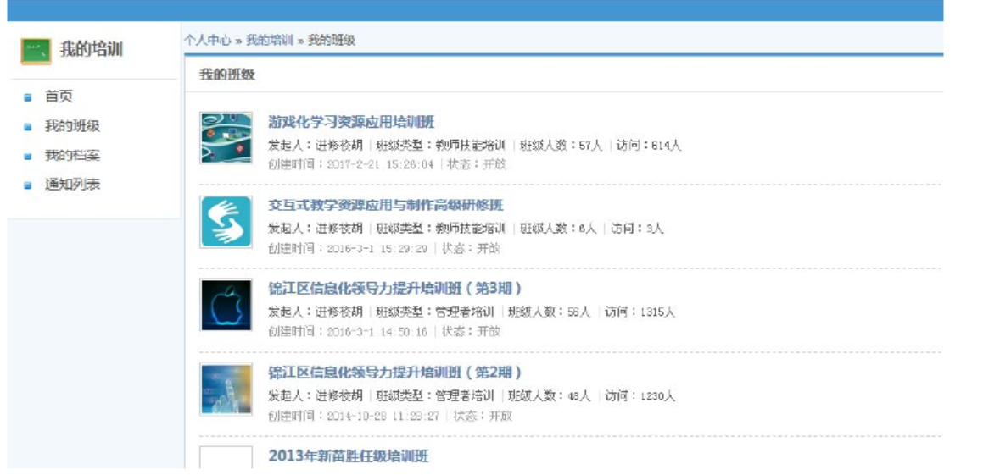 我的培训
首页
我的班级
我的档案
通知列表
个人中心 » 我的培训 » 我的班级
我的班级
游戏化学习资源应用培训班
发起人：进修校胡 | 班级类型：教师技能培训 | 班级人数：57人 | 访问：614人
创建时间：2017-2-21 15:26:04 | 状态：开放
交互式教学资源应用与制作高级研修班
发起人：进修校胡 | 班级类型：教师技能培训 | 班级人数：6人 | 访问：3人
创建时间：2016-3-1 15:29:29 | 状态：开放
锦江区信息化领导力提升培训班（第3期）
发起人：进修校胡 | 班级类型：管理者培训 | 班级人数：56人 | 访问：1315人
创建时间：2016-3-1 14:50:16 | 状态：开放
锦江区信息化领导力提升培训班（第2期）
发起人：进修校胡 | 班级类型：管理者培训 | 班级人数：48人 | 访问：1230人
创建时间：2014-10-28 11:28:27 | 状态：开放
2013年新苗胜任级培训班